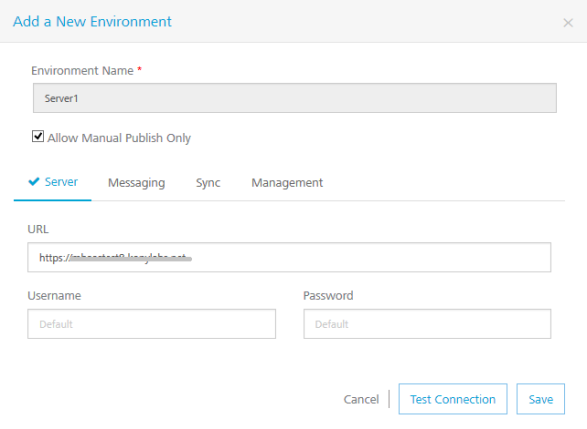 Add a New Environment
Environment Name *
Server1
Allow Manual Publish Only
Server Messaging Sync Management
URL
https://
Username Password
Default Default
Cancel Test Connection Save